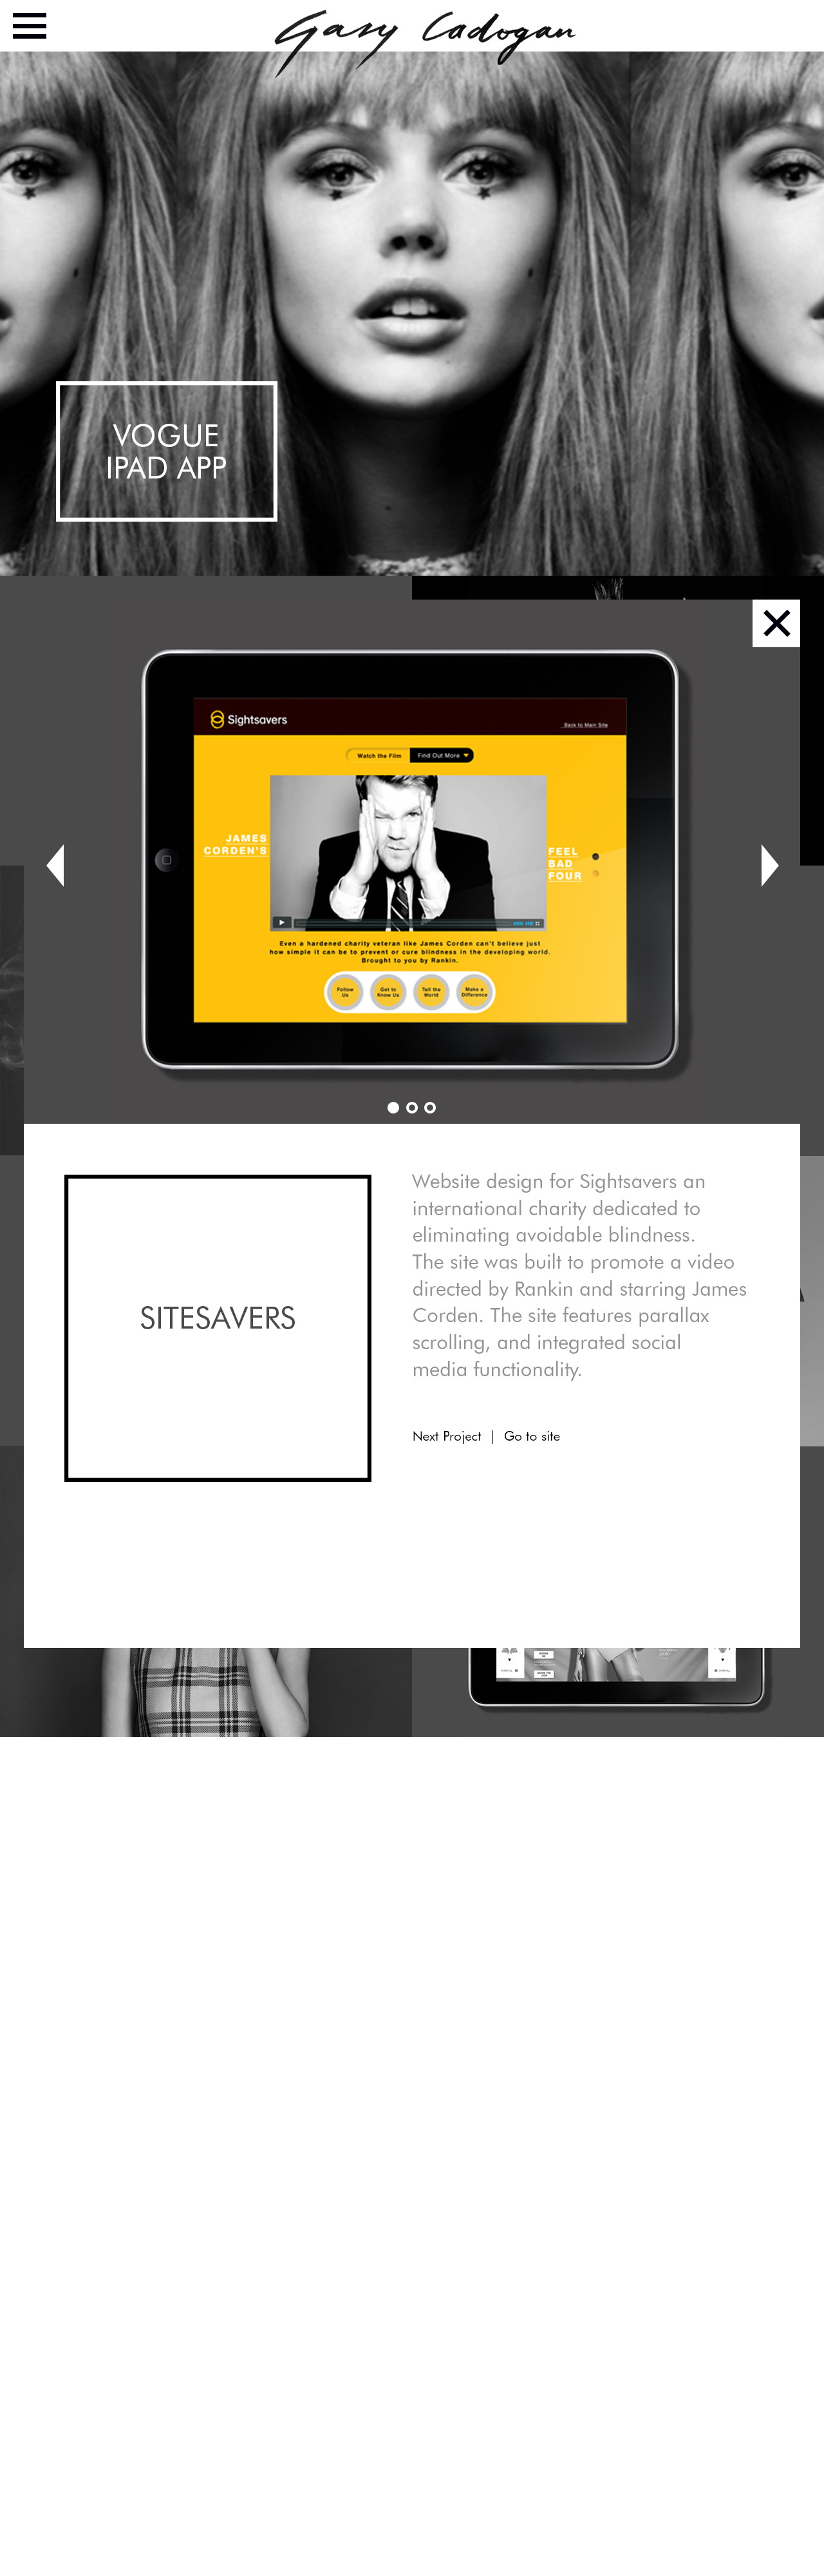 Gary Cadogan
VOGUE
IPAD APP
Sightsavers
Back to Main Site
Watch the Film
Find Out More
JAMES
CORDEN'S
FEEL
BAD
FOUR
Even a hardened charity veteran like James Corden can't believe just
how simple it can be to prevent or cure blindness in the developing world.
Brought to you by Rankin.
Follow
Us
Get to
Know Us
Tell the
World
Make a
Difference
SITESAVERS
Website design for Sightsavers an
international charity dedicated to
eliminating avoidable blindness.
The site was built to promote a video
directed by Rankin and starring James
Corden. The site features parallax
scrolling, and integrated social
media functionality.
Next Project | Go to site